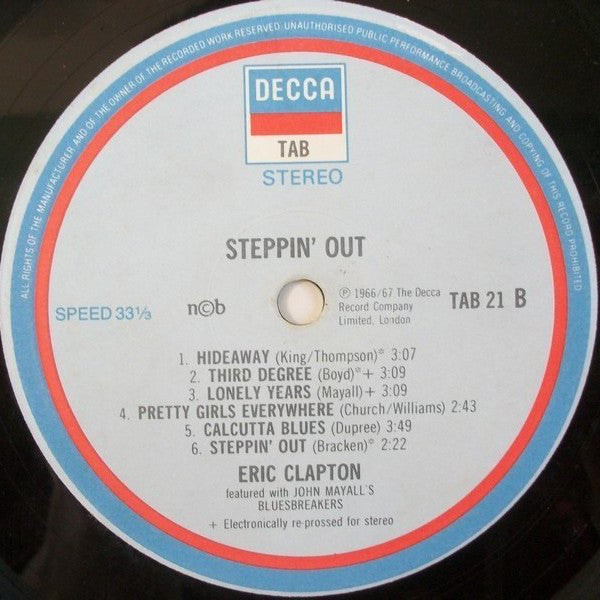 ALL RIGHTS OF THE MANUFACTURER AND OF THE OWNER OF THE RECORDED WORK RESERVED UNAUTHORISED PUBLIC PERFORMANCE BROADCASTING AND COPYING OF THIS RECORD PROHIBITED
DECCA
TAB
STEREO
STEPPIN' OUT
SPEED 33⅓
n©b
Ⓟ 1966/67 The Decca
Record Company
Limited, London
TAB 21 B
1. HIDEAWAY (King/Thompson)* 3:07
2. THIRD DEGREE (Boyd)*+ 3:09
3. LONELY YEARS (Mayall)+ 3:09
4. PRETTY GIRLS EVERYWHERE (Church/Williams) 2:43
5. CALCUTTA BLUES (Dupree) 3:49
6. STEPPIN' OUT (Bracken)* 2:22
ERIC CLAPTON
featured with JOHN MAYALL'S
BLUESBREAKERS
+ Electronically re-prossed for stereo